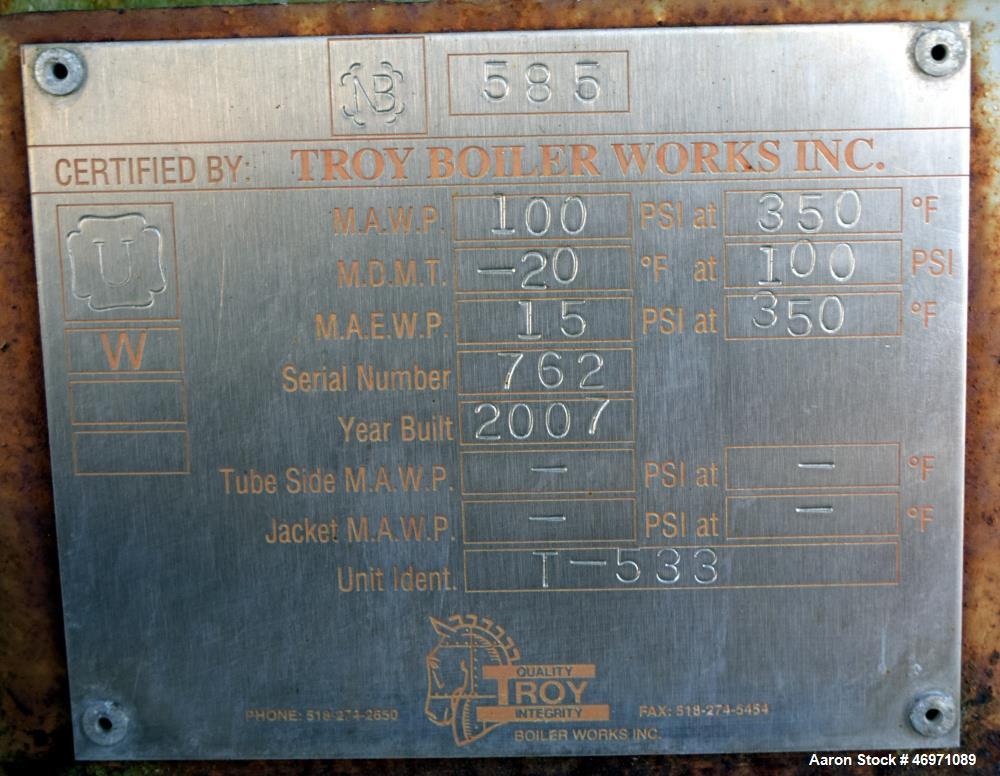 NB 585
CERTIFIED BY: TROY BOILER WORKS INC.
U
W
M.A.W.P. 100 PSI at 350 °F
M.D.M.T. -20 °F at 100 PSI
M.A.E.W.P. 15 PSI at 350 °F
Serial Number 762
Year Built 2007
Tube Side M.A.W.P. - PSI at - °F
Jacket M.A.W.P. - PSI at - °F
Unit Ident. T-533
QUALITY
TROY
INTEGRITY
PHONE: 518-274-2650 FAX: 518-274-5454
BOILER WORKS INC.
Aaron Stock # 46971089